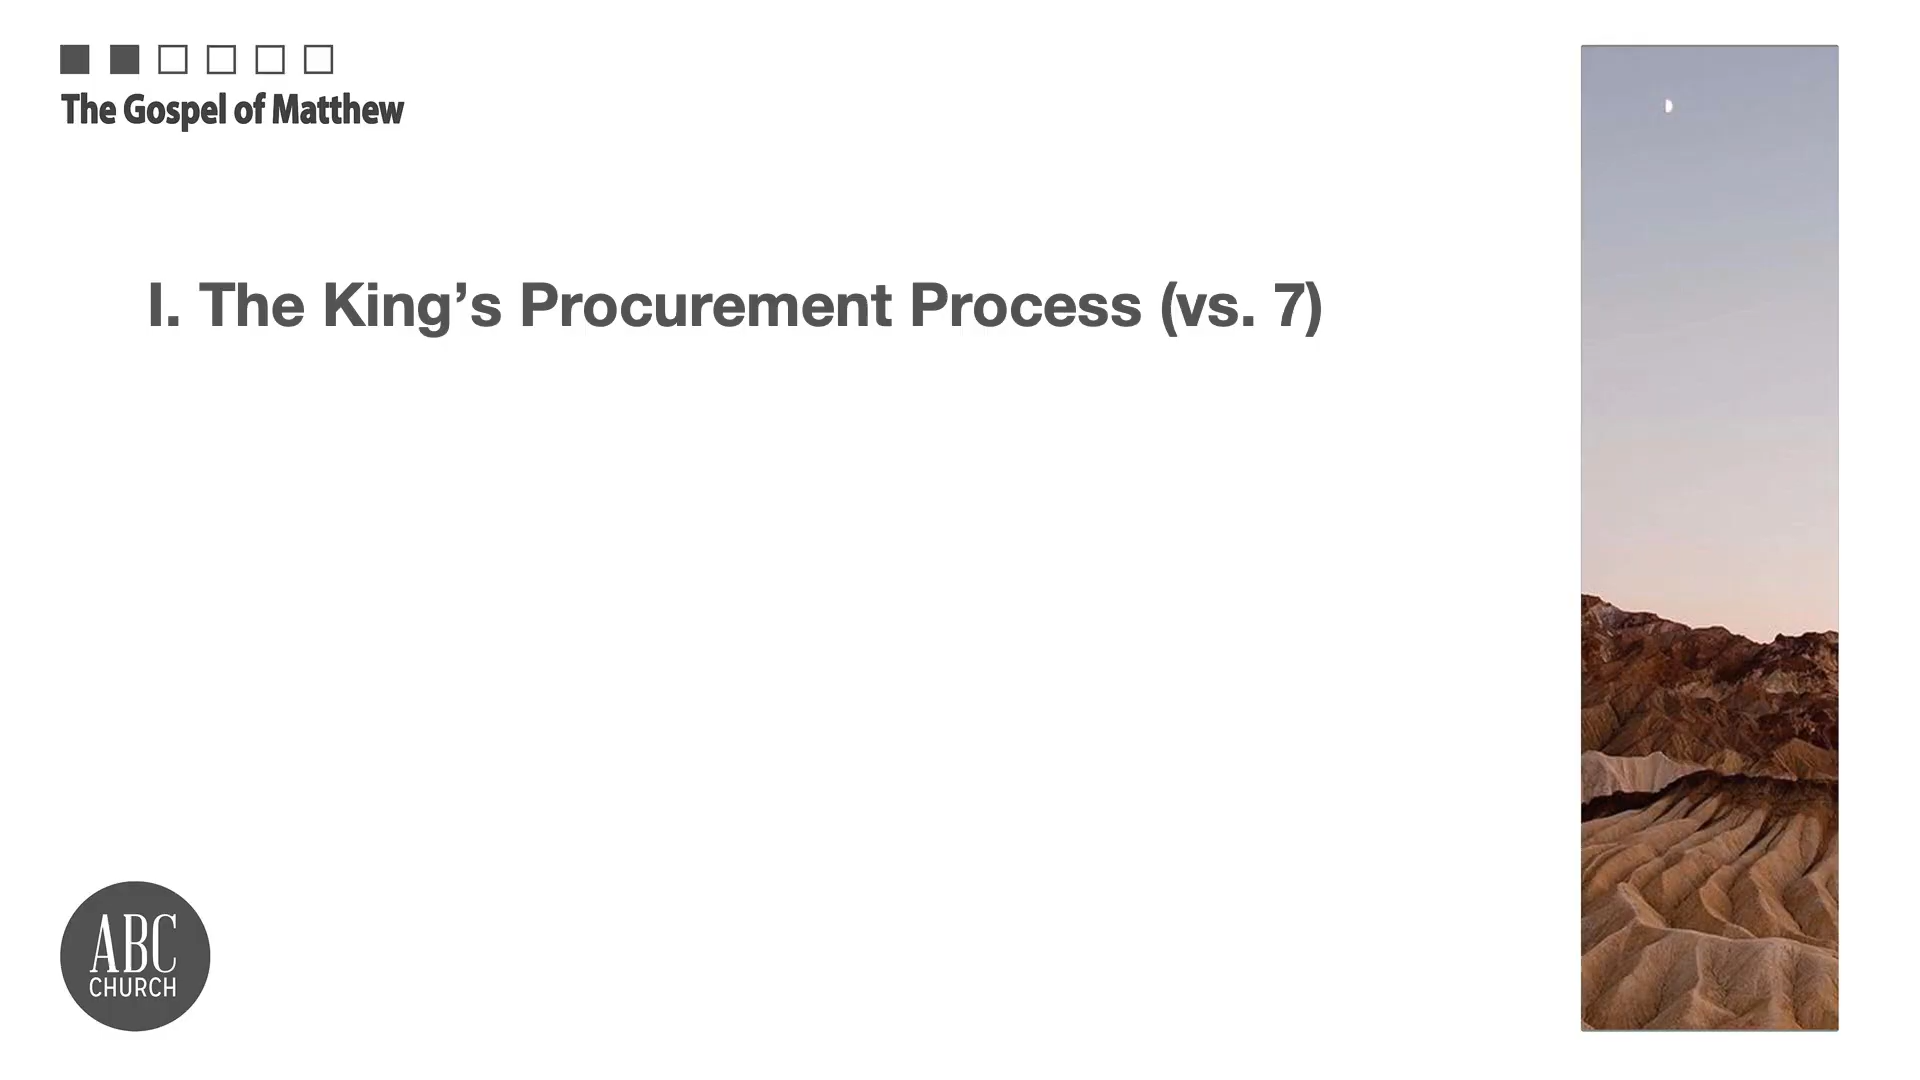 The Gospel of Matthew
I. The King’s Procurement Process (vs. 7)
ABC
CHURCH